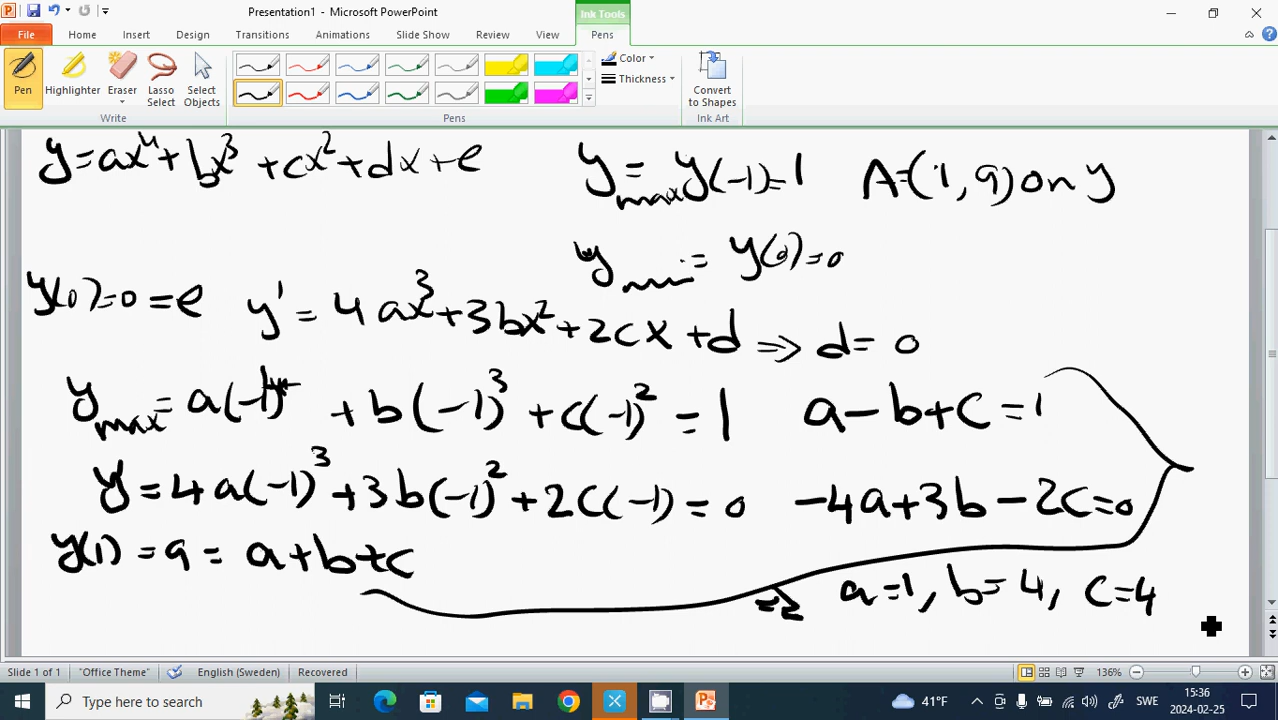 Presentation1 - Microsoft PowerPoint
Ink Tools
File Home Insert Design Transitions Animations Slide Show Review View Pens
Pen Highlighter Eraser Lasso Select Select Objects
Color
Thickness
Convert to Shapes
Write Pens Ink Art
y=ax⁴+bx³+cx²+dx+e
y max = y(-1)=1 A=(1,9) on y
y min = y(0)=0
y(0)=0=e y'=4ax³+3bx²+2cx+d => d=0
y max = a(-1)⁴ + b(-1)³ + c(-1)² = 1 a-b+c=1
y'=4a(-1)³+3b(-1)²+2c(-1)=0 -4a+3b-2c=0
y(1)=9=a+b+c
=> a=1, b=4, c=4
Slide 1 of 1 "Office Theme" English (Sweden) Recovered 136%
Type here to search 41°F SWE 15:36
2024-02-25